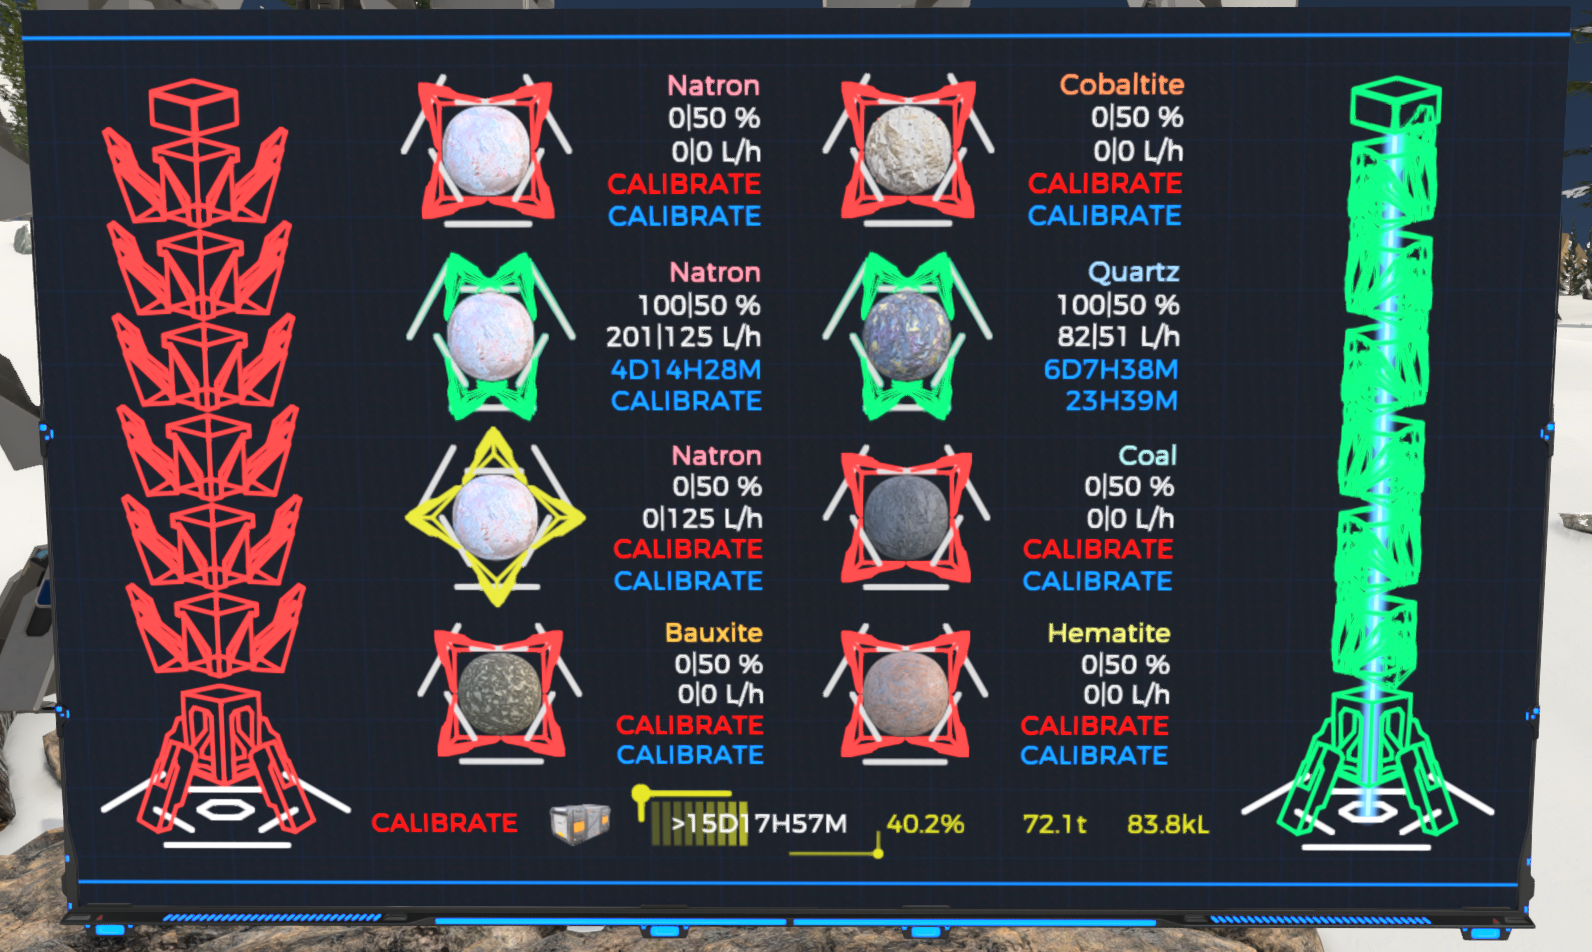 Natron
0|50 %
0|0 L/h
CALIBRATE
CALIBRATE
Cobaltite
0|50 %
0|0 L/h
CALIBRATE
CALIBRATE
Natron
100|50 %
201|125 L/h
4D14H28M
CALIBRATE
Quartz
100|50 %
82|51 L/h
6D7H38M
23H39M
Natron
0|50 %
0|125 L/h
CALIBRATE
CALIBRATE
Coal
0|50 %
0|0 L/h
CALIBRATE
CALIBRATE
Bauxite
0|50 %
0|0 L/h
CALIBRATE
CALIBRATE
Hematite
0|50 %
0|0 L/h
CALIBRATE
CALIBRATE
CALIBRATE >15D17H57M 40.2% 72.1t 83.8kL